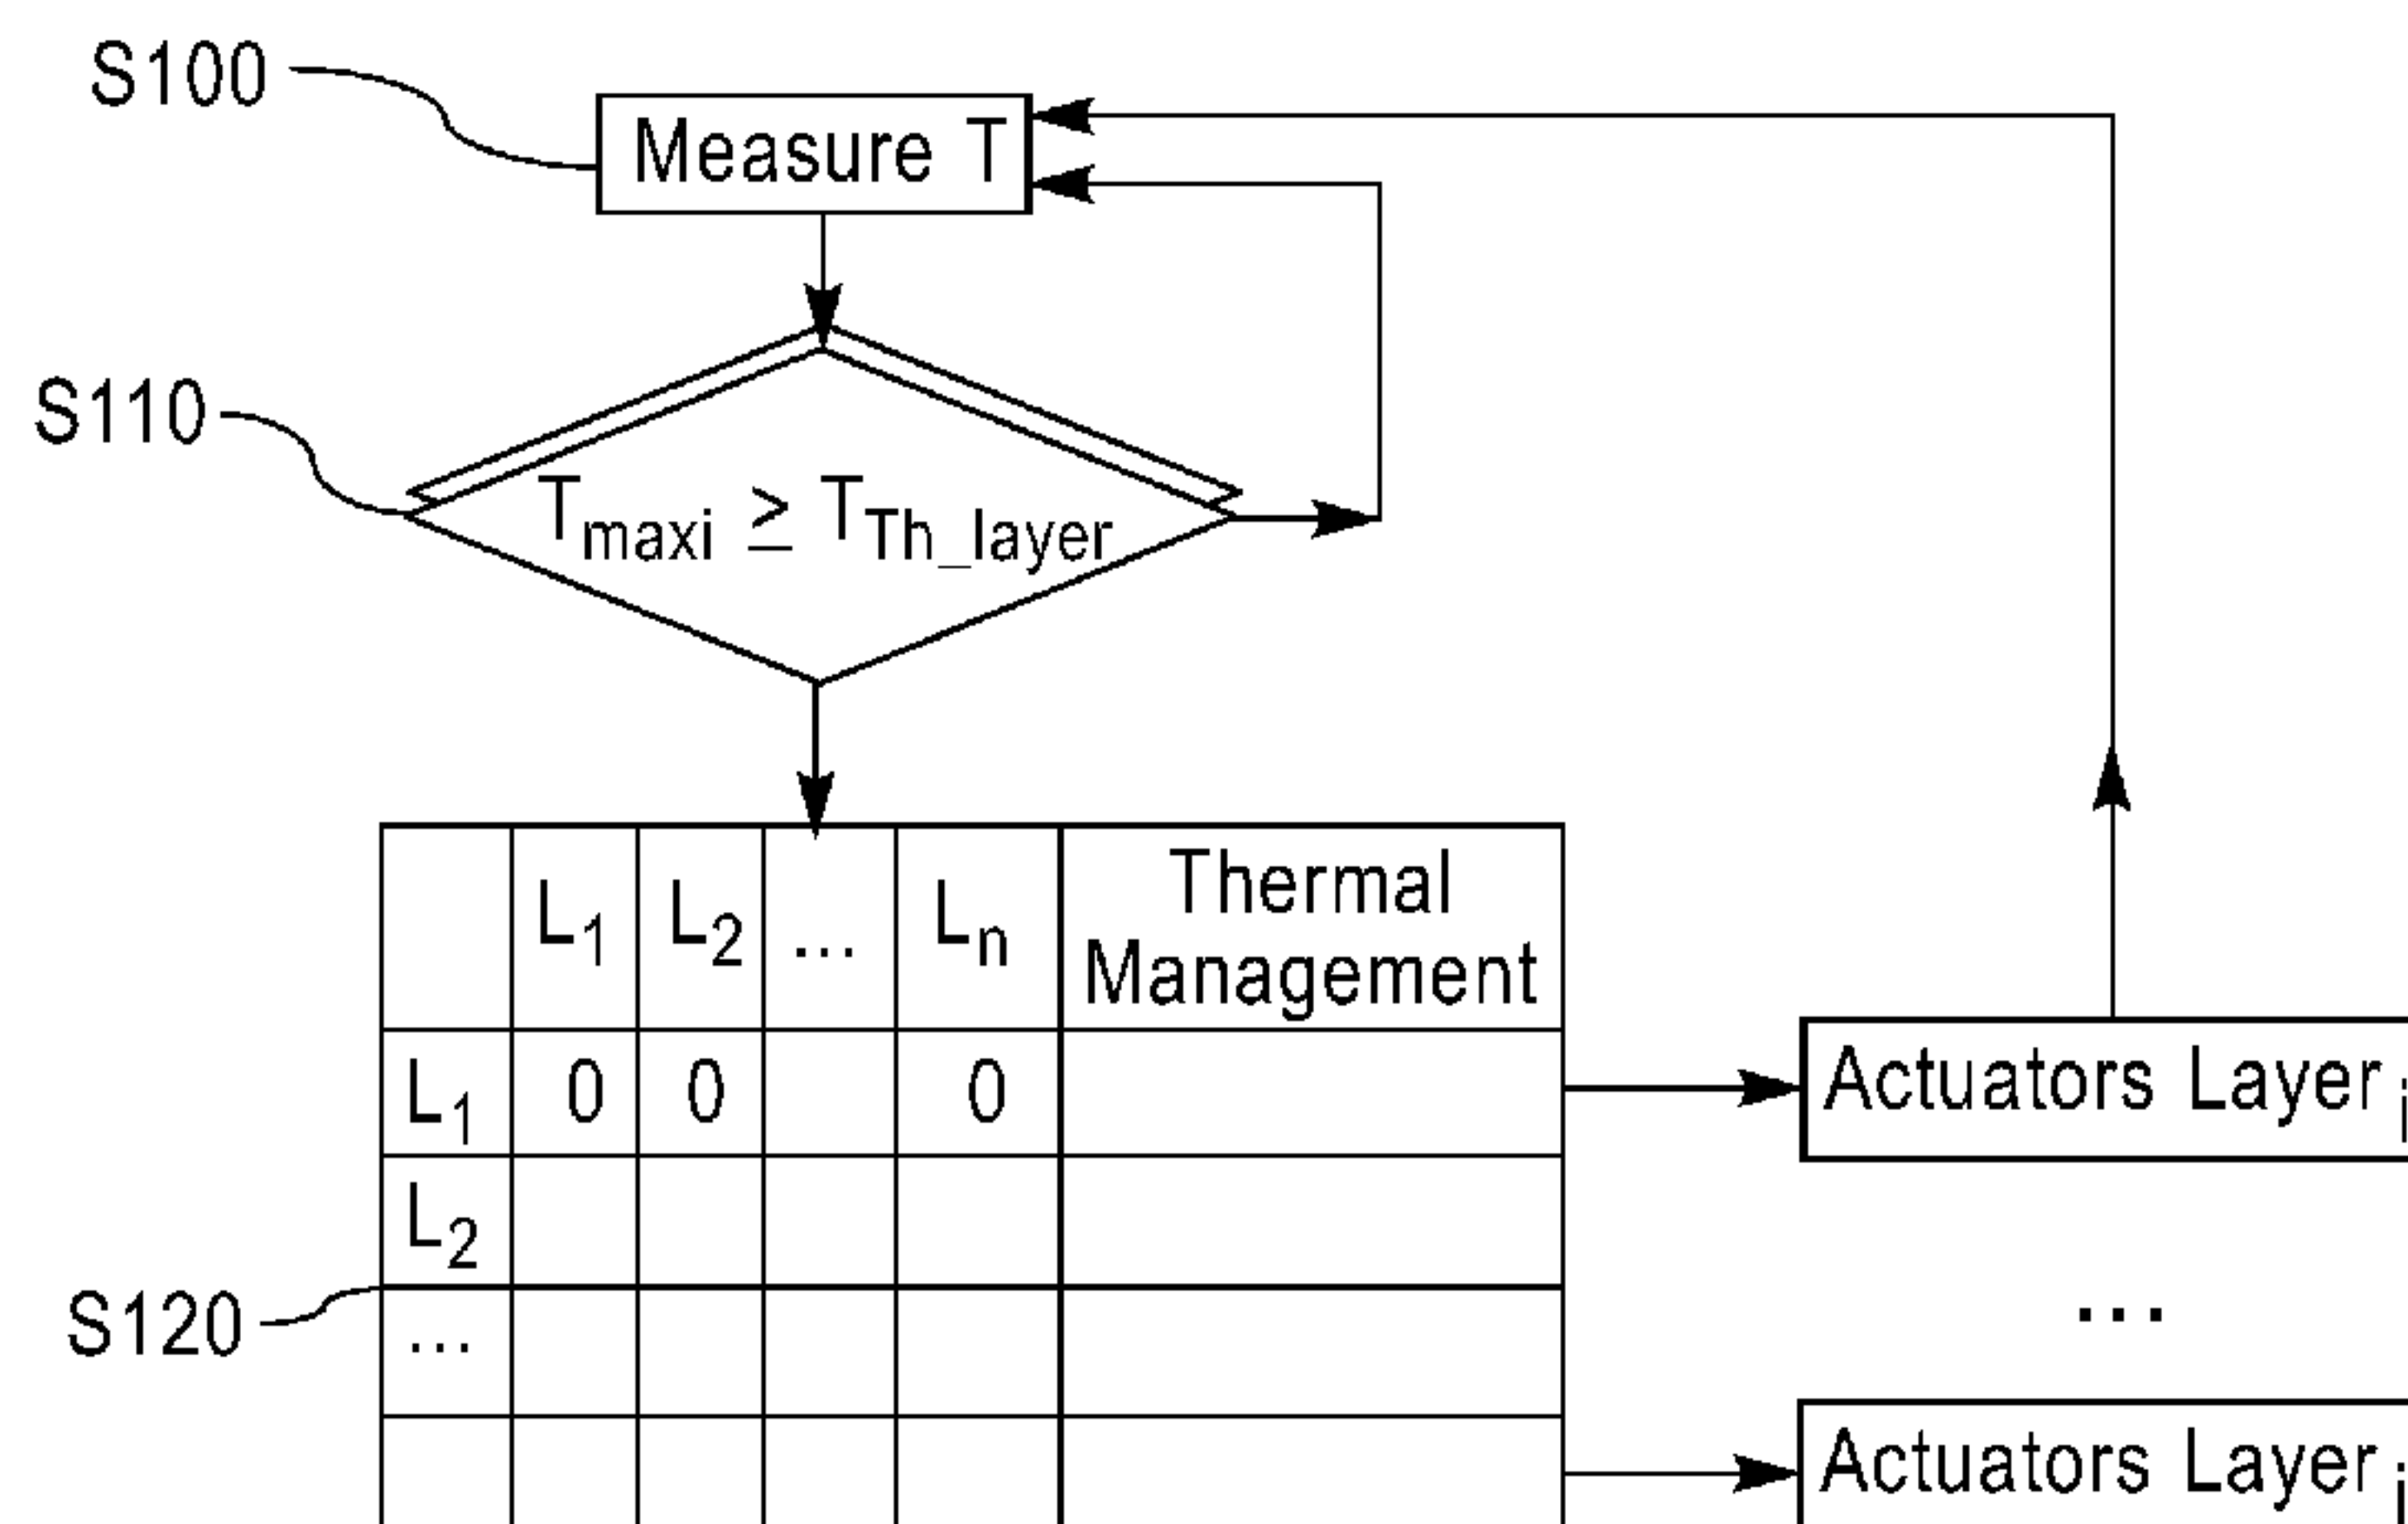 S100
Measure T
S110
Tmaxi ≥ TTh_layer
L1 L2 ... Ln Thermal Management
L1 0 0 0
Actuators Layer i
L2
S120
...
...
Actuators Layer i